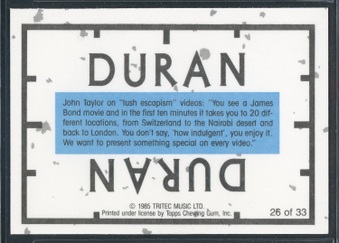 DURAN
John Taylor on "lush escapism" videos: "You see a James
Bond movie and in the first ten minutes it takes you to 20 dif-
ferent locations, from Switzerland to the Nairobi desert and
back to London. You don't say, 'how indulgent', you enjoy it.
We want to present something special on every video."
DURAN
© 1985 TRITEC MUSIC LTD.
Printed under license by Topps Chewing Gum, Inc.
26 of 33